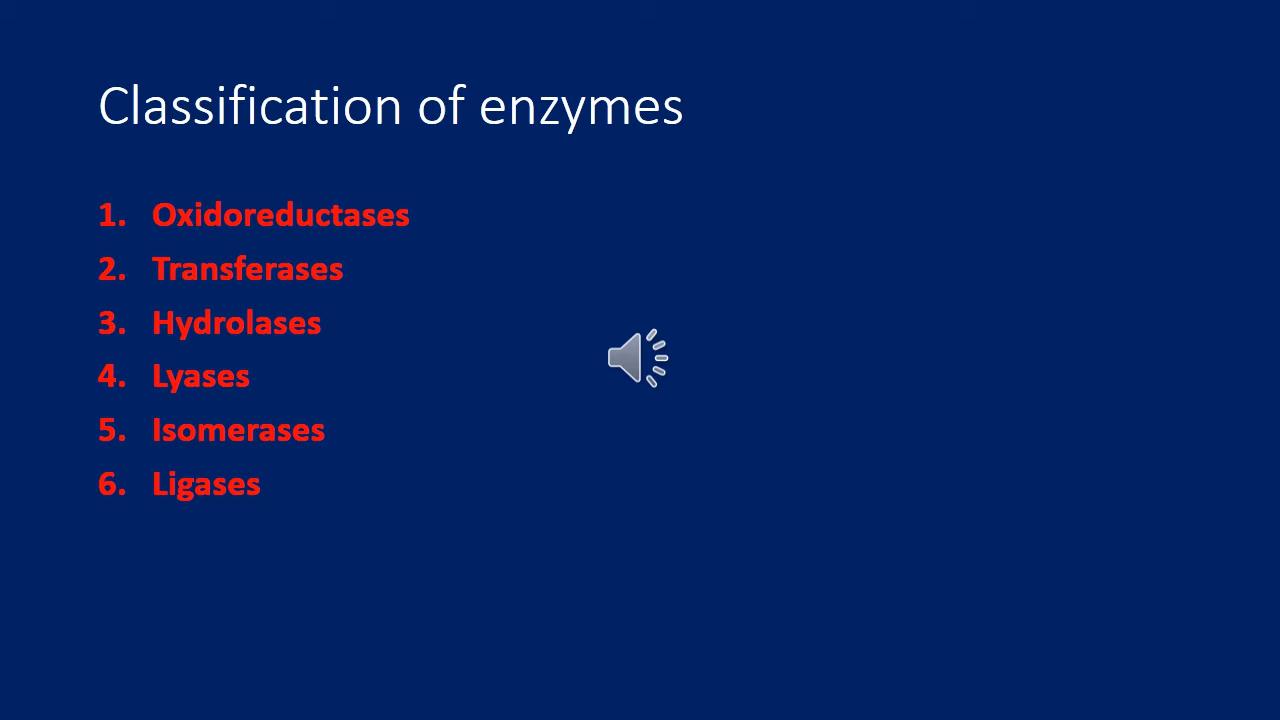 Classification of enzymes
1. Oxidoreductases
2. Transferases
3. Hydrolases
4. Lyases
5. Isomerases
6. Ligases